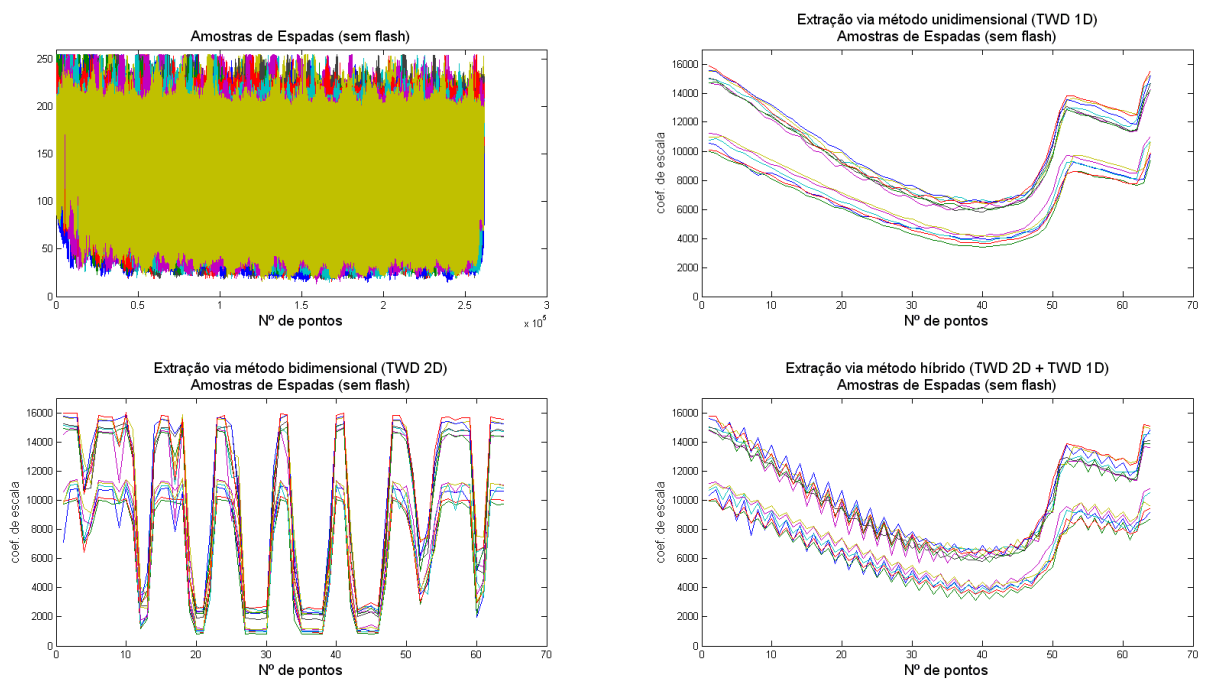 Amostras de Espadas (sem flash)
250
200
150
100
50
0
0 0.5 1 1.5 2 2.5 3
Nº de pontos
x 10^5
Extração via método unidimensional (TWD 1D)
Amostras de Espadas (sem flash)
coef. de escala
16000
14000
12000
10000
8000
6000
4000
2000
0
0 10 20 30 40 50 60 70
Nº de pontos
Extração via método bidimensional (TWD 2D)
Amostras de Espadas (sem flash)
coef. de escala
16000
14000
12000
10000
8000
6000
4000
2000
0
0 10 20 30 40 50 60 70
Nº de pontos
Extração via método híbrido (TWD 2D + TWD 1D)
Amostras de Espadas (sem flash)
coef. de escala
16000
14000
12000
10000
8000
6000
4000
2000
0
0 10 20 30 40 50 60 70
Nº de pontos